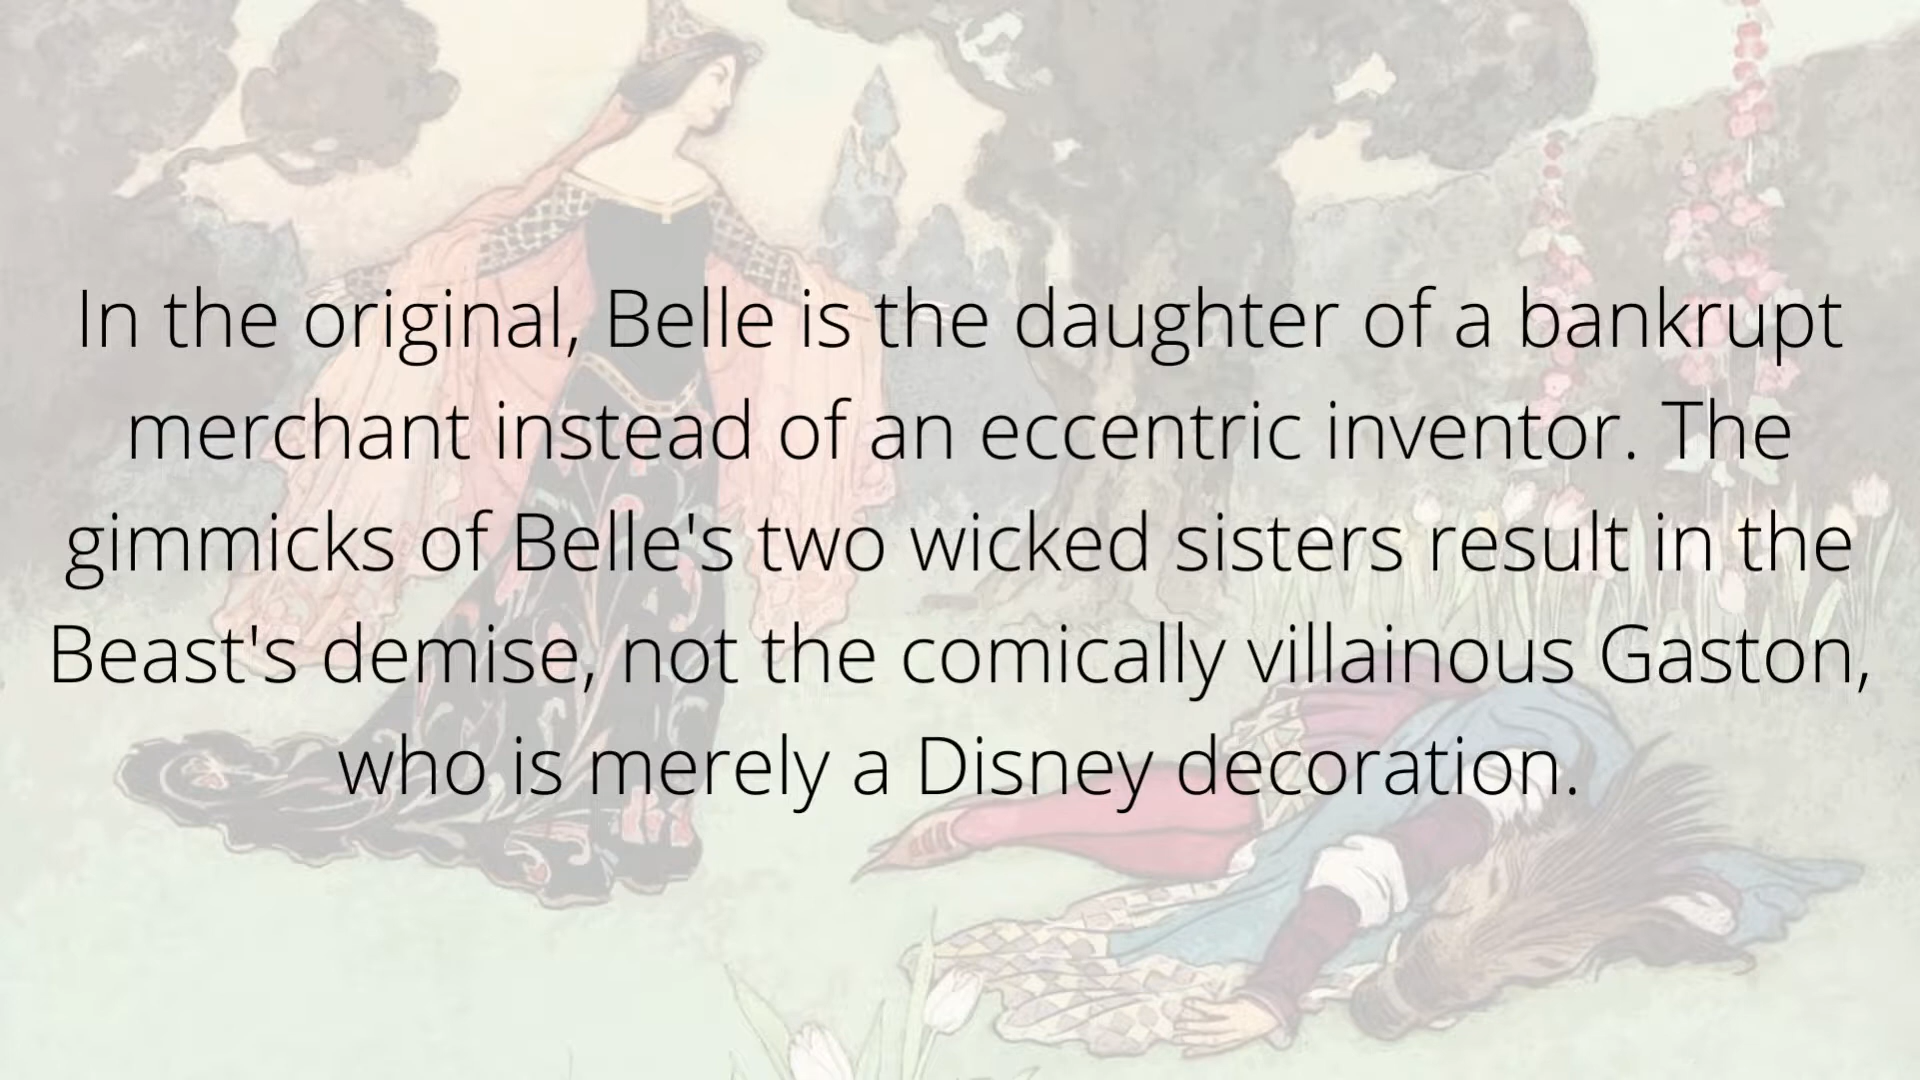 In the original, Belle is the daughter of a bankrupt
merchant instead of an eccentric inventor. The
gimmicks of Belle's two wicked sisters result in the
Beast's demise, not the comically villainous Gaston,
who is merely a Disney decoration.